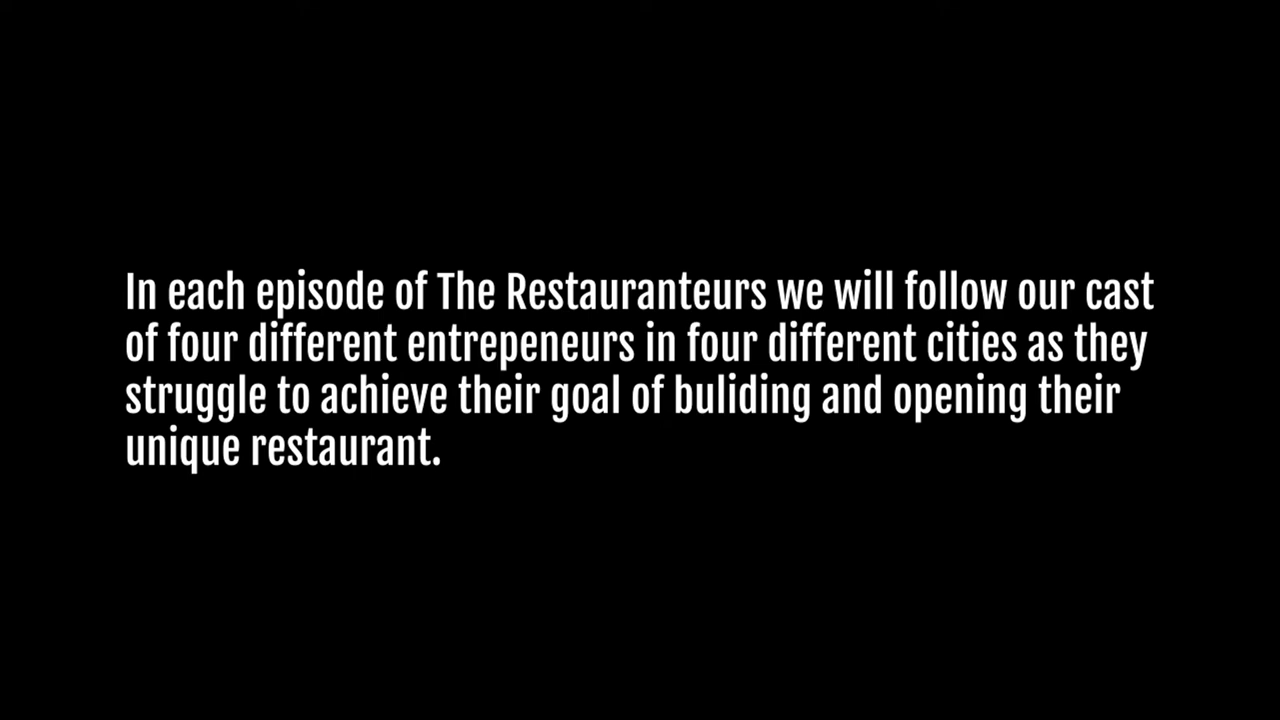 In each episode of The Restauranteurs we will follow our cast
of four different entrepeneurs in four different cities as they
struggle to achieve their goal of buliding and opening their
unique restaurant.